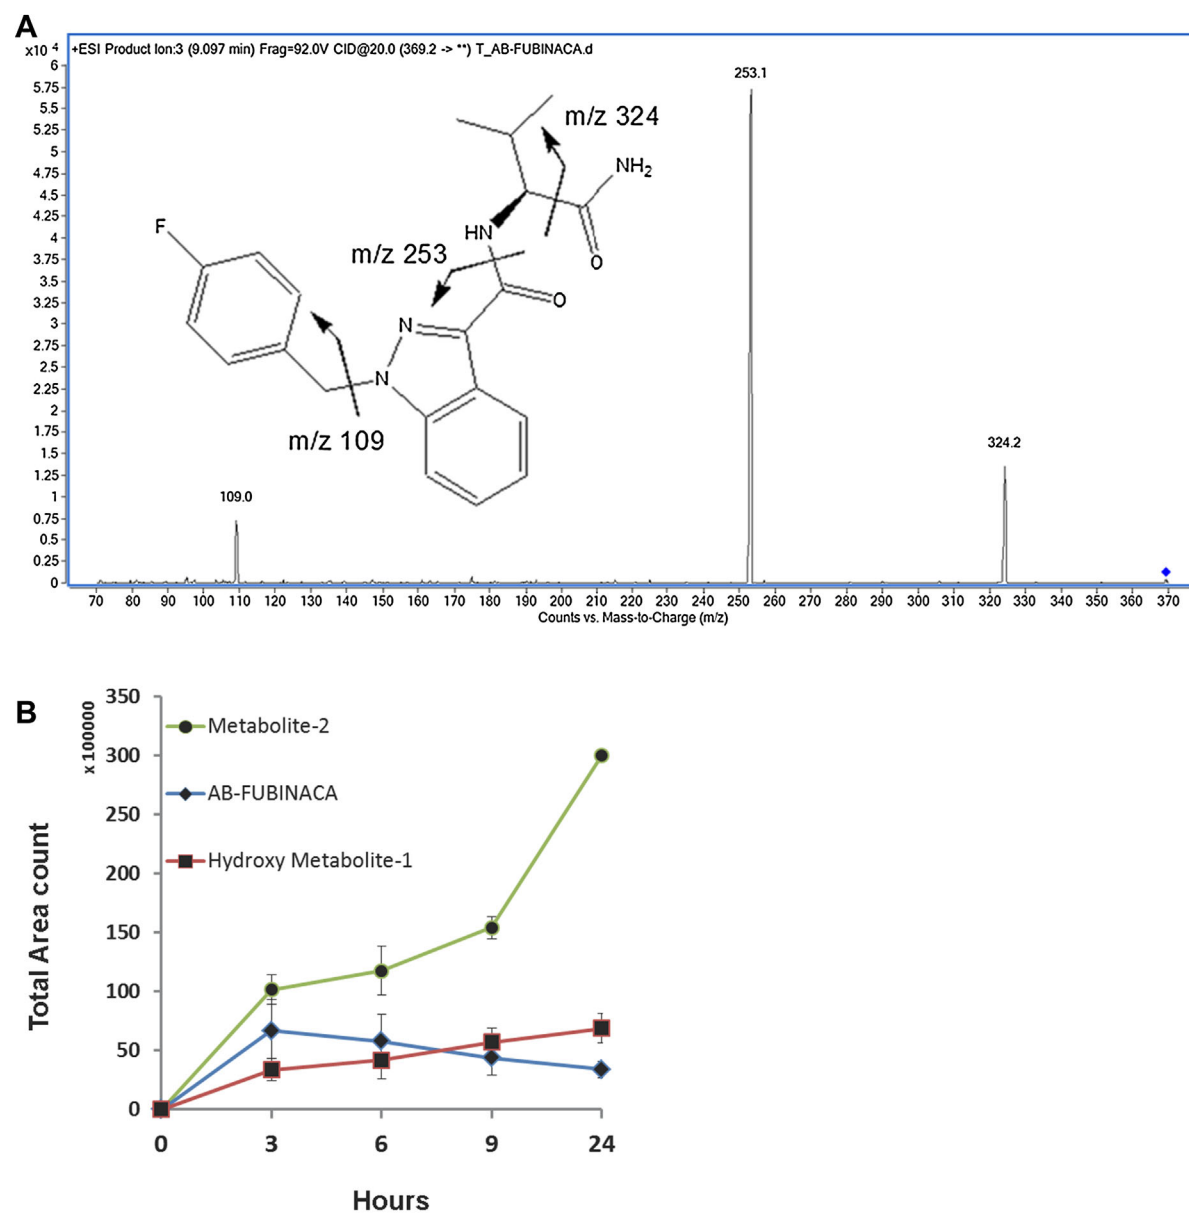 A
x10 4
+ESI Product Ion:3 (9.097 min) Frag=92.0V CID@20.0 (369.2 -> **) T_AB-FUBINACA.d
6
5.75
5.5
5.25
5
4.75
4.5
4.25
4
3.75
3.5
3.25
3
2.75
2.5
2.25
2
1.75
1.5
1.25
1
0.75
0.5
0.25
0
253.1
m/z 324
NH2
HN
O
F
m/z 253
O
N
N
m/z 109
324.2
109.0
70 80 90 100 110 120 130 140 150 160 170 180 190 200 210 220 230 240 250 260 270 280 290 300 310 320 330 340 350 360 370
Counts vs. Mass-to-Charge (m/z)
B
x 100000
350
300
250
200
150
100
50
0
Metabolite-2
AB-FUBINACA
Hydroxy Metabolite-1
Total Area count
0 3 6 9 24
Hours